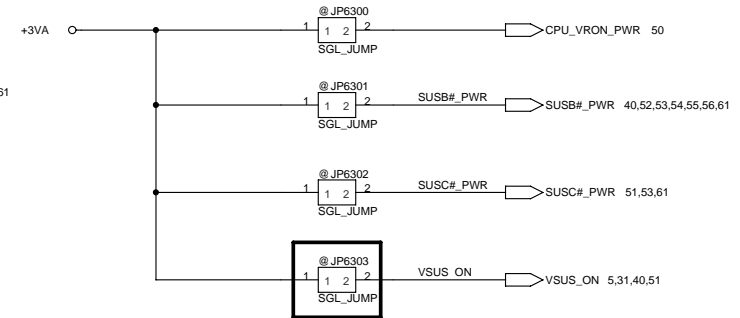 @JP6300
+3VA 1 1 2 2 CPU_VRON_PWR 50
SGL_JUMP
61
@JP6301
1 1 2 2 SUSB#_PWR SUSB#_PWR 40,52,53,54,55,56,61
SGL_JUMP
@JP6302
1 1 2 2 SUSC#_PWR SUSC#_PWR 51,53,61
SGL_JUMP
@JP6303
1 1 2 2 VSUS_ON VSUS_ON 5,31,40,51
SGL_JUMP